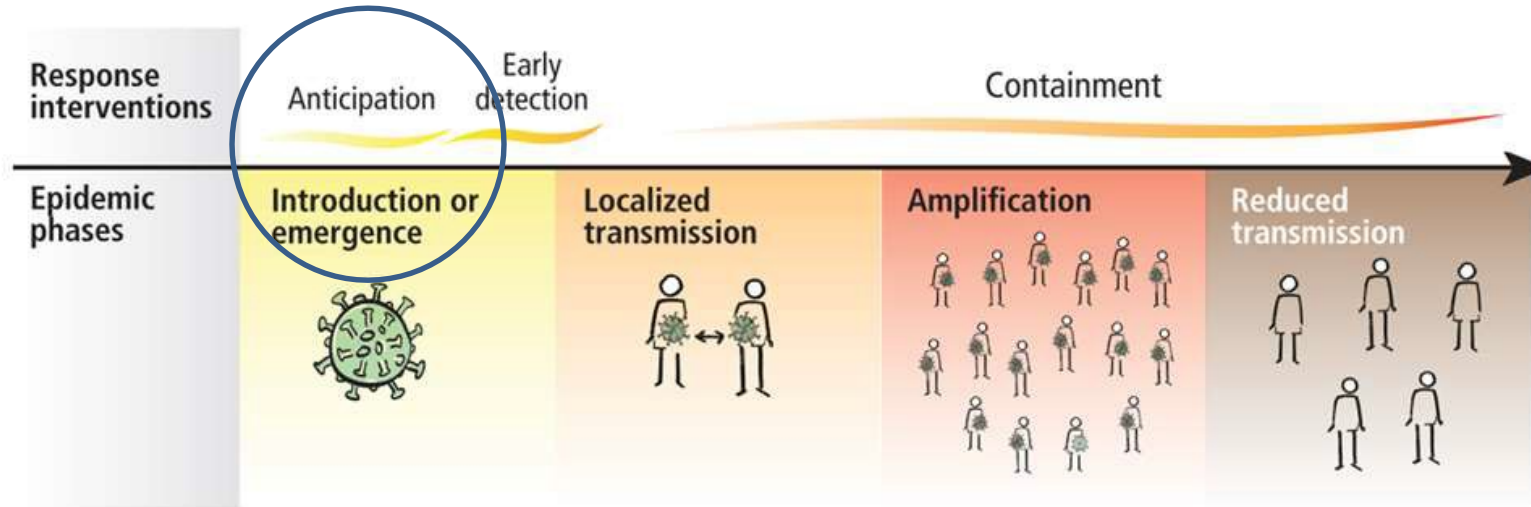 Response
interventions
Anticipation
Early
detection
Containment
Epidemic
phases
Introduction or
emergence
Localized
transmission
Amplification
Reduced
transmission